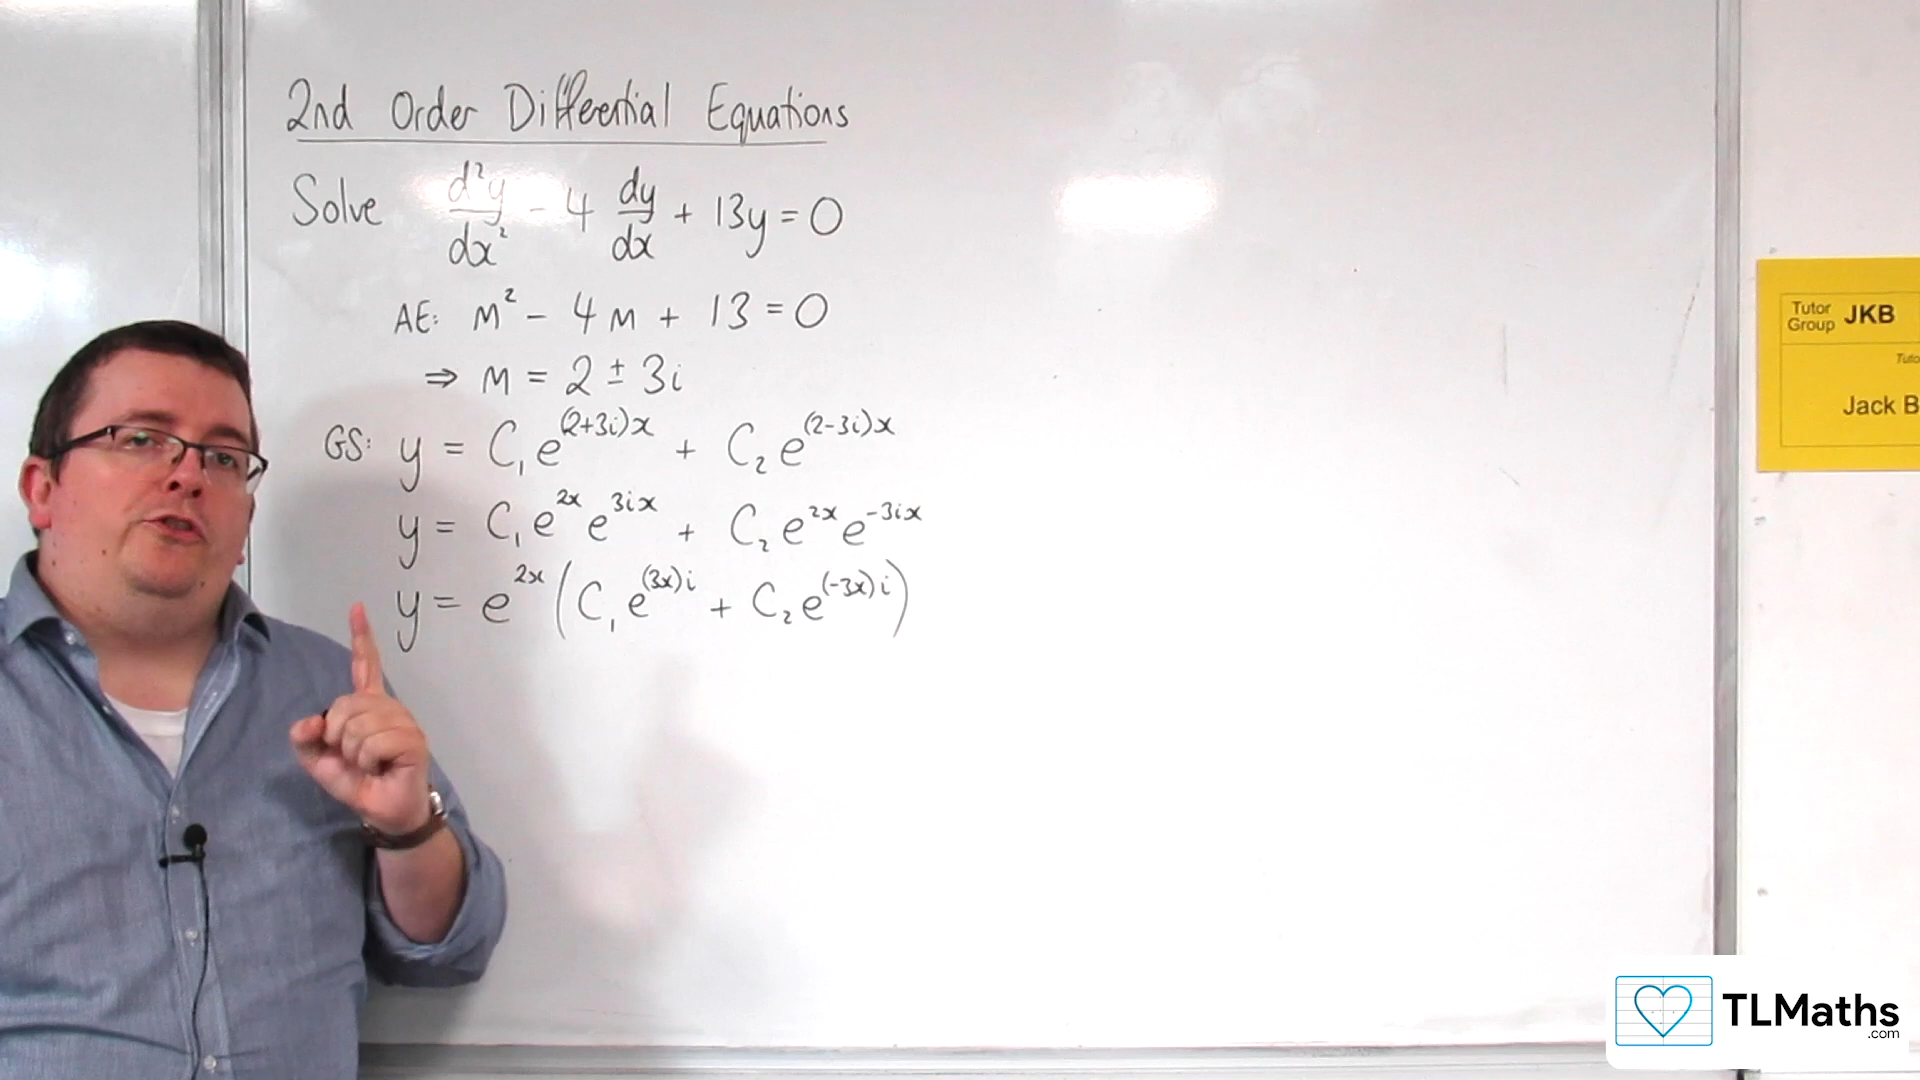 2nd Order Differential Equations
Solve d²y/dx² - 4 dy/dx + 13y = 0
AE: m² - 4m + 13 = 0
⇒ m = 2 ± 3i
GS: y = C₁e^(2+3i)x + C₂e^(2-3i)x
y = C₁e^2x e^3ix + C₂e^2x e^-3ix
y = e^2x (C₁e^(3x)i + C₂e^(-3x)i)
Tutor Group JKB
Jack B
TLMaths
.com